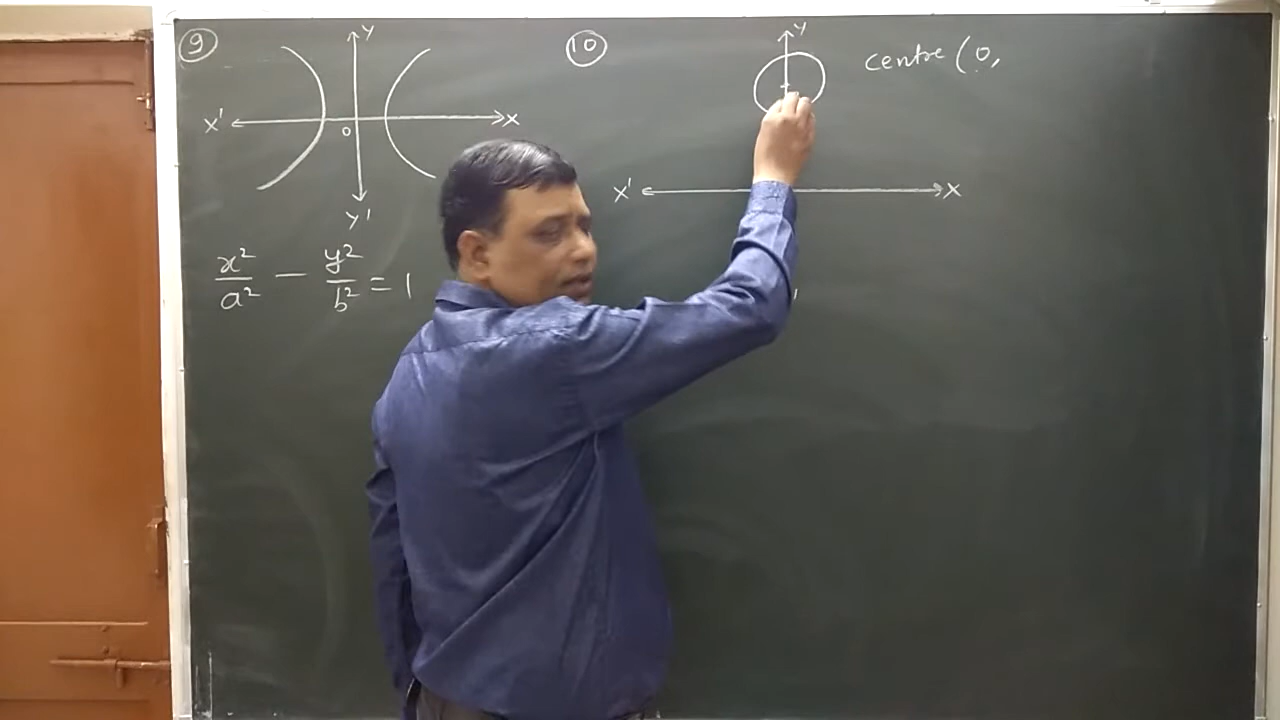 9
Y
X' O X
Y'
x²/a² − y²/b² = 1
10
Y
centre (0,
X' X